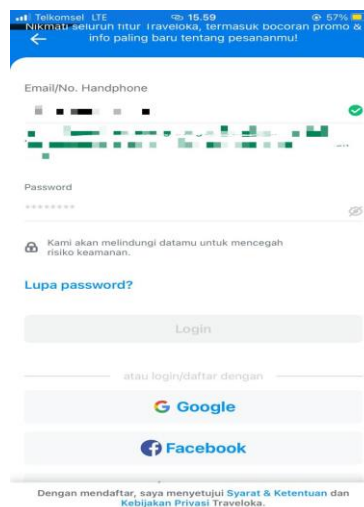 Telkomsel LTE 15.59 57%
Nikmati seluruh fitur Traveloka, termasuk bocoran promo &
info paling baru tentang pesananmu!
Email/No. Handphone
Password
********
Kami akan melindungi datamu untuk mencegah
risiko keamanan.
Lupa password?
Login
atau login/daftar dengan
Google
Facebook
Dengan mendaftar, saya menyetujui Syarat & Ketentuan dan
Kebijakan Privasi Traveloka.